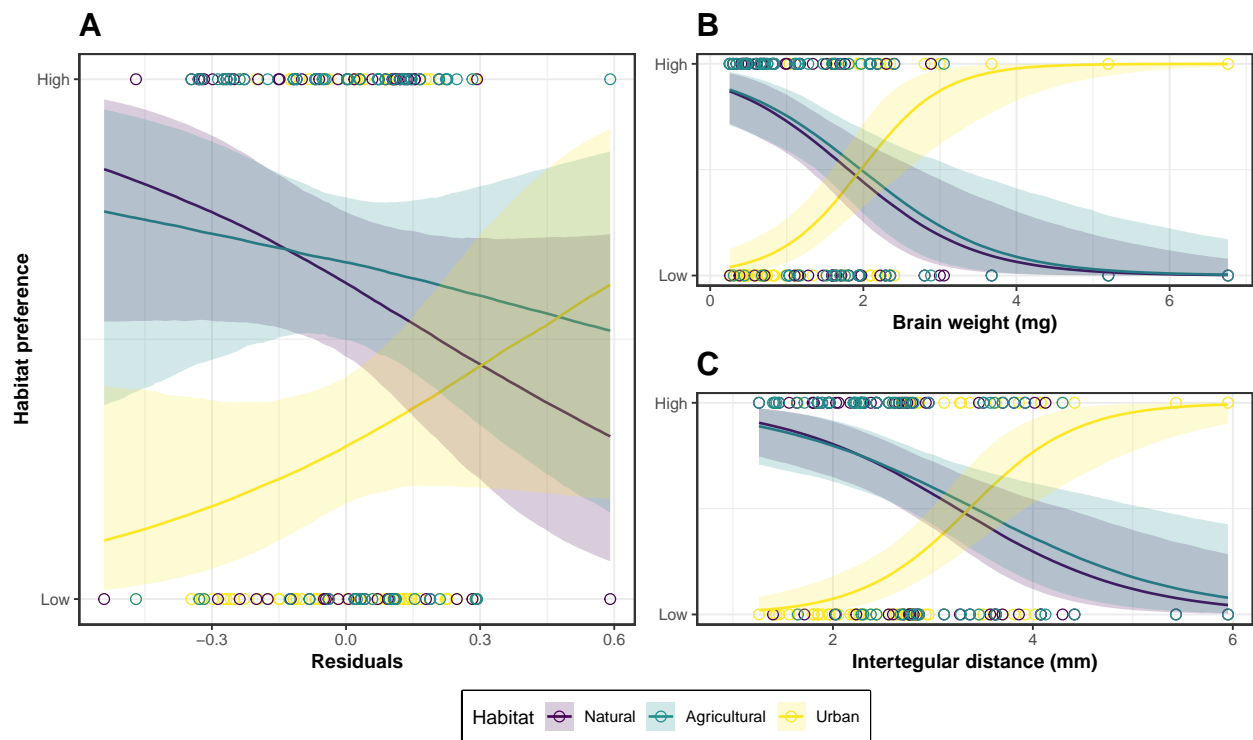 A
High
Low
Habitat preference
-0.3 0.0 0.3 0.6
Residuals
B
High
Low
0 2 4 6
Brain weight (mg)
C
High
Low
2 4 6
Intertegular distance (mm)
Habitat Natural Agricultural Urban